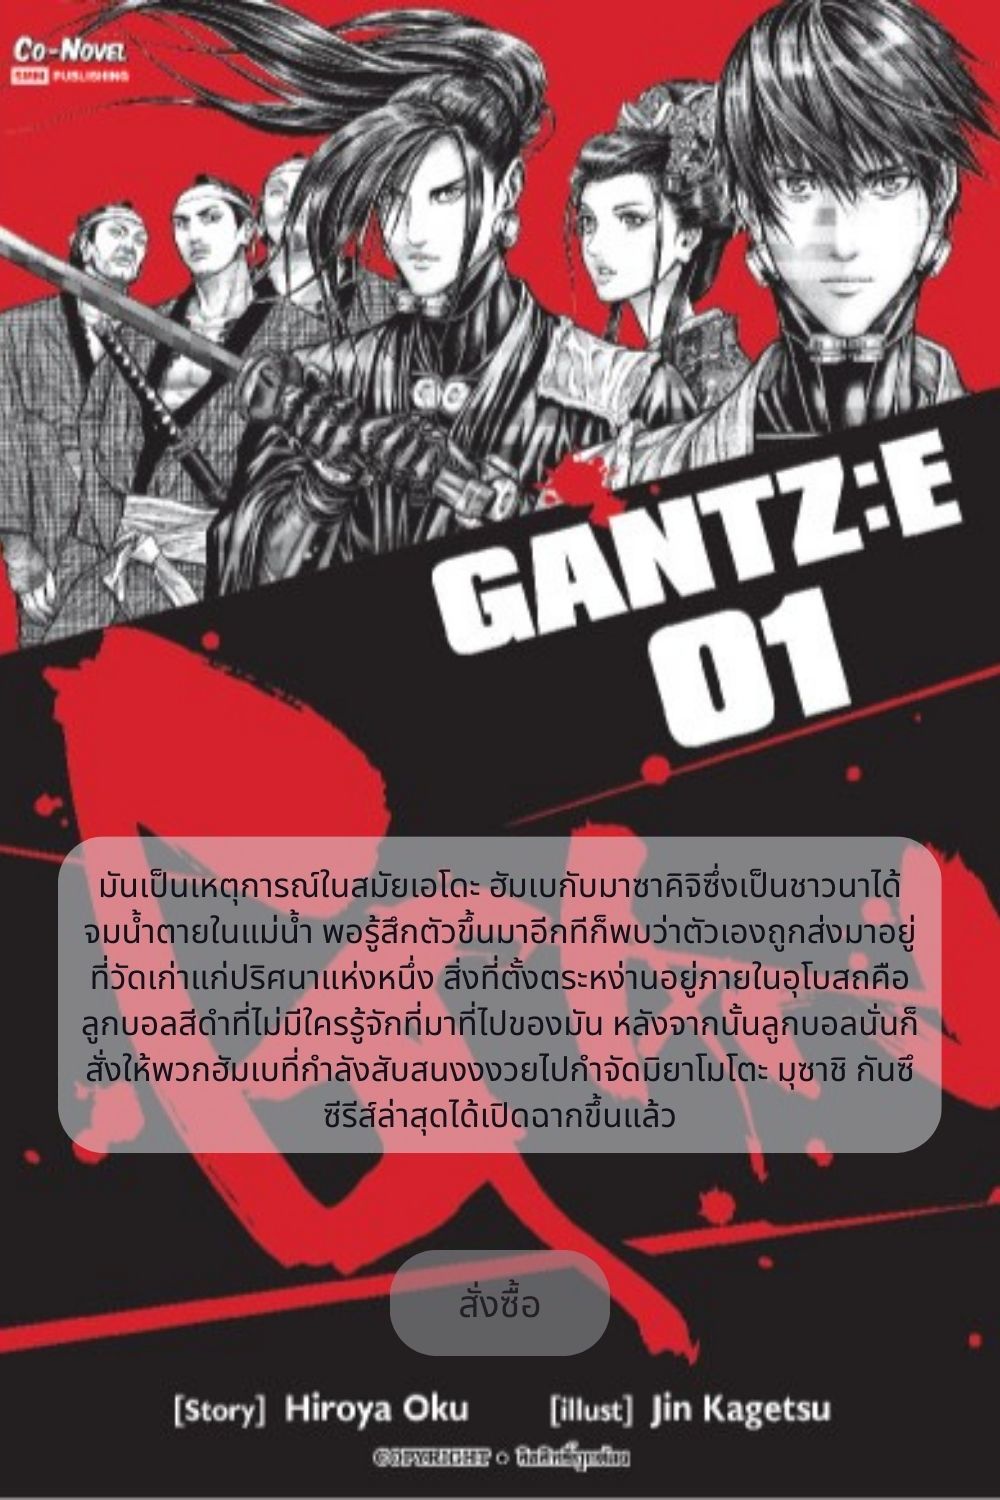 CO-NOVEL
SMM PUBLISHING
GANTZ:E
01
มันเป็นเหตุการณ์ในสมัยเอโดะ ฮัมเบกับมาซาคิจิซึ่งเป็นชาวนาได้
จมน้ำตายในแม่น้ำ พอรู้สึกตัวขึ้นมาอีกทีก็พบว่าตัวเองถูกส่งมาอยู่
ที่วัดเก่าแก่ปริศนาแห่งหนึ่ง สิ่งที่ตั้งตระหง่านอยู่ภายในอุโบสถคือ
ลูกบอลสีดำที่ไม่มีใครรู้จักที่มาที่ไปของมัน หลังจากนั้นลูกบอลนั่นก็
สั่งให้พวกฮัมเบที่กำลังสับสนงงงวยไปกำจัดมิยาโมโตะ มุซาชิ กันซึ
ซีรีส์ล่าสุดได้เปิดฉากขึ้นแล้ว
สั่งซื้อ
[Story] Hiroya Oku [illust] Jin Kagetsu
COPYRIGHT ○ ลิขสิทธิ์ถูกต้อง